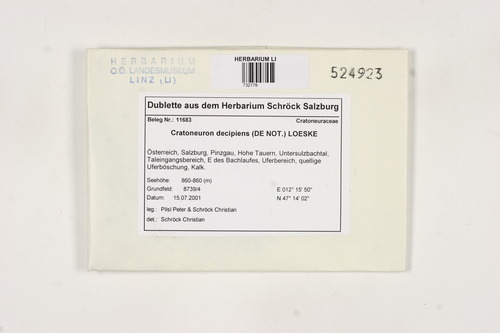 HERBARIUM
O.Ö. LANDESMUSEUM
LINZ (LI)
HERBARIUM LI
732178
524923
Dublette aus dem Herbarium Schröck Salzburg
Beleg Nr.: 11683 Cratoneuraceae
Cratoneuron decipiens (DE NOT.) LOESKE
Österreich, Salzburg, Pinzgau, Hohe Tauern, Untersulzbachtal,
Taleingangsbereich, E des Bachlaufes, Uferbereich, quellige
Uferböschung, Kalk.
Seehöhe: 860-860 (m)
Grundfeld: 8739/4 E 012° 15' 50"
Datum: 15.07.2001 N 47° 14' 02"
leg.: Pilsl Peter & Schröck Christian
det.: Schröck Christian